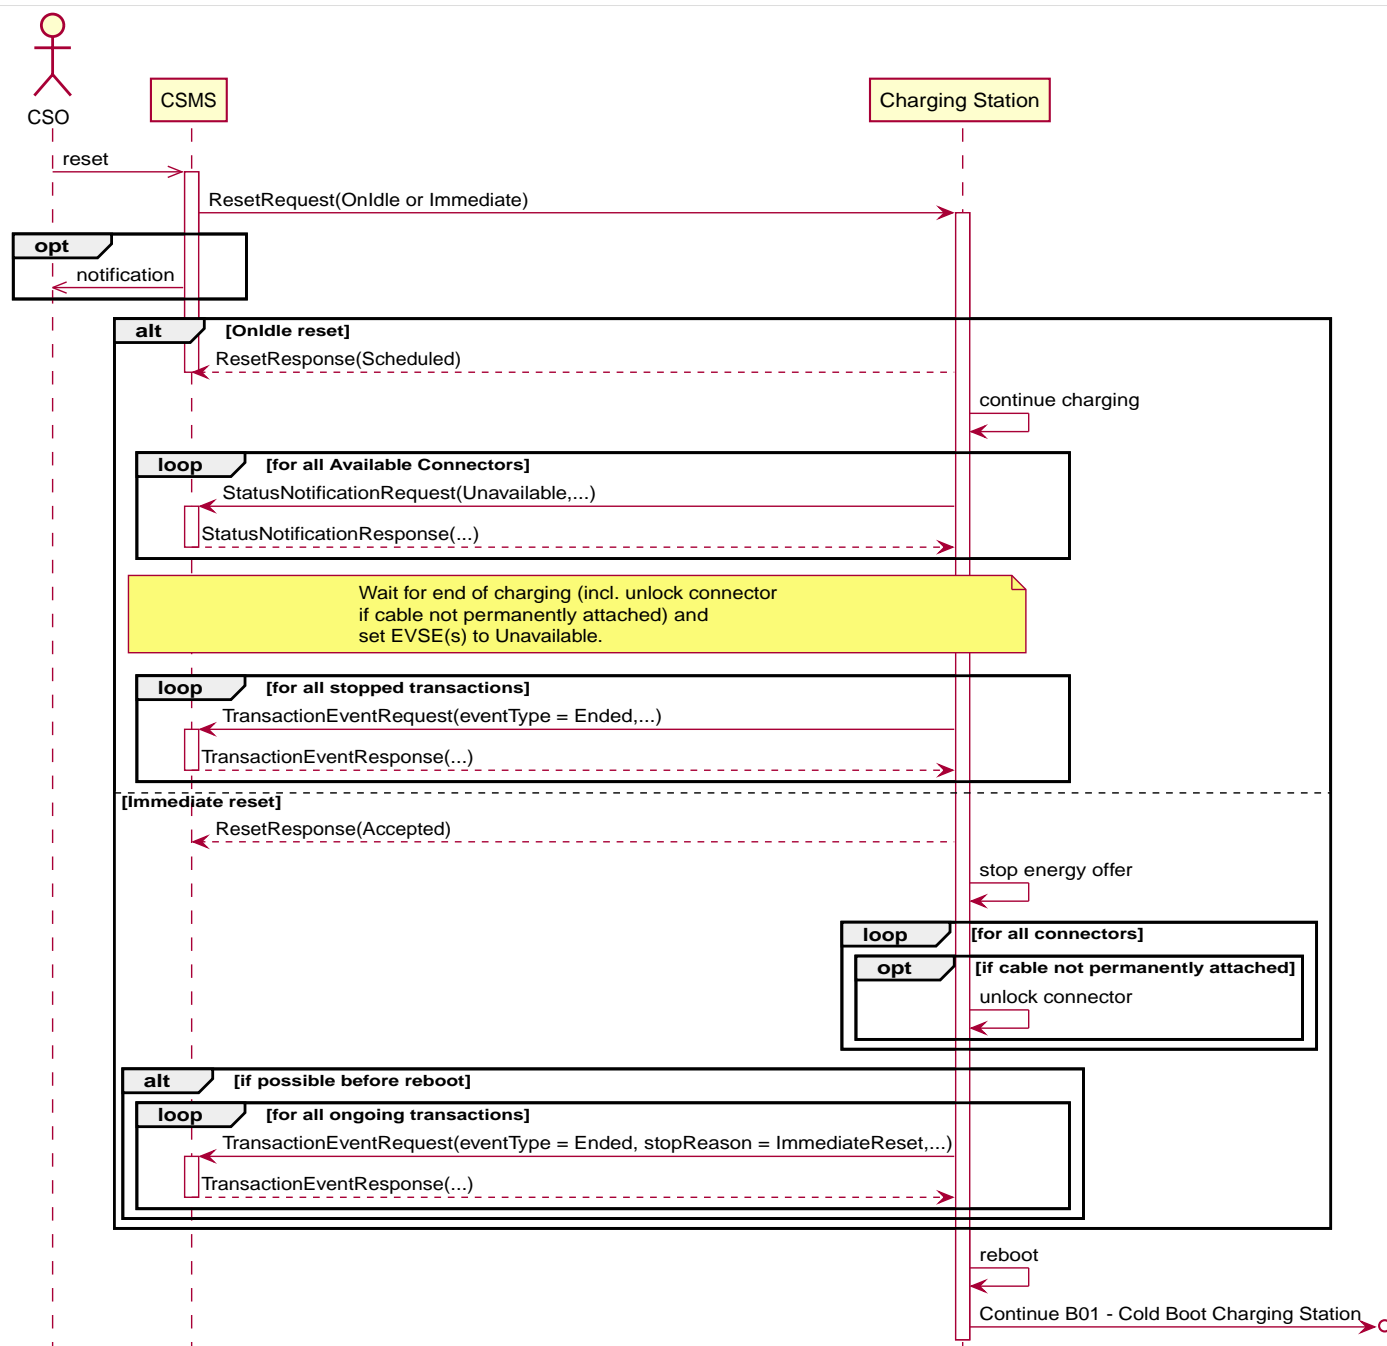 CSO
CSMS
Charging Station
reset
ResetRequest(OnIdle or Immediate)
opt
notification
alt [OnIdle reset]
ResetResponse(Scheduled)
continue charging
loop [for all Available Connectors]
StatusNotificationRequest(Unavailable,...)
StatusNotificationResponse(...)
Wait for end of charging (incl. unlock connector
if cable not permanently attached) and
set EVSE(s) to Unavailable.
loop [for all stopped transactions]
TransactionEventRequest(eventType = Ended,...)
TransactionEventResponse(...)
[Immediate reset]
ResetResponse(Accepted)
stop energy offer
loop [for all connectors]
opt [if cable not permanently attached]
unlock connector
alt [if possible before reboot]
loop [for all ongoing transactions]
TransactionEventRequest(eventType = Ended, stopReason = ImmediateReset,...)
TransactionEventResponse(...)
reboot
Continue B01 - Cold Boot Charging Station